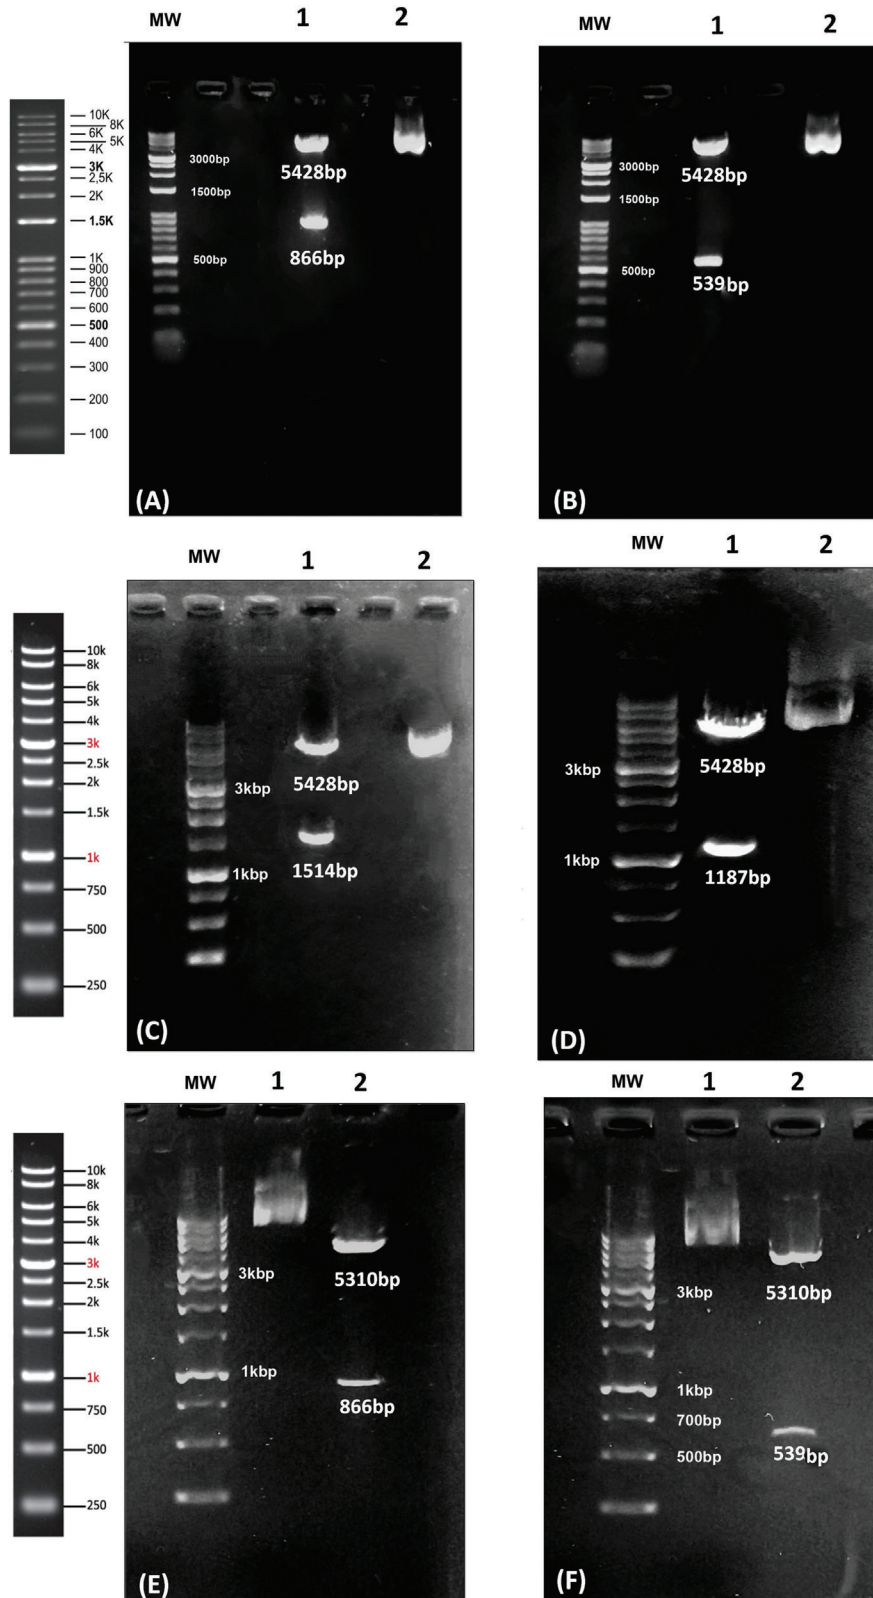 MW 1 2
10K
8K
6K
5K
4K
3K
2,5K
2K
1.5K
1K
900
800
700
600
500
400
300
200
100
3000bp
1500bp
500bp
5428bp
866bp
(A)
MW 1 2
3000bp
1500bp
500bp
5428bp
539bp
(B)
MW 1 2
10k
8k
6k
5k
4k
3k
2.5k
2k
1.5k
1k
750
500
250
3kbp
1kbp
5428bp
1514bp
(C)
MW 1 2
3kbp
1kbp
5428bp
1187bp
(D)
MW 1 2
10k
8k
6k
5k
4k
3k
2.5k
2k
1.5k
1k
750
500
250
3kbp
1kbp
5310bp
866bp
(E)
MW 1 2
3kbp
1kbp
700bp
500bp
5310bp
539bp
(F)